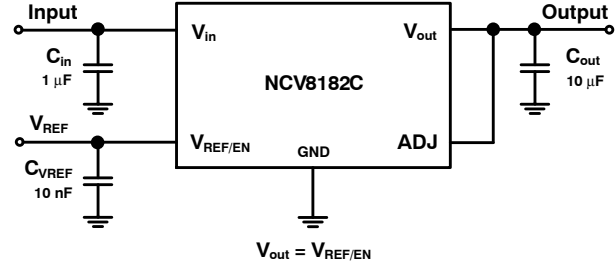 Input
Output
Vin
Vout
Cin
1 μF
NCV8182C
Cout
10 μF
VREF
VREF/EN
GND
ADJ
CVREF
10 nF
Vout = VREF/EN